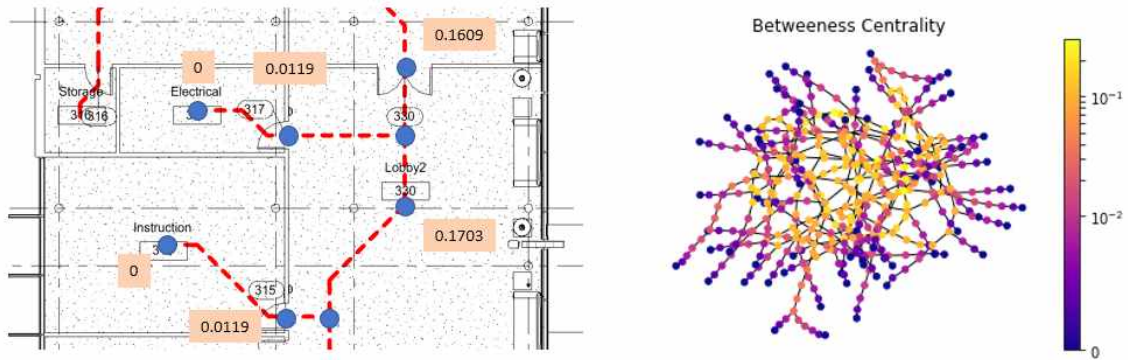 0.1609
0
0.0119
Storage
316
Electrical
317
330
Lobby2
330
0.1703
Instruction
0
315
0.0119
Betweeness Centrality
10⁻¹
10⁻²
0